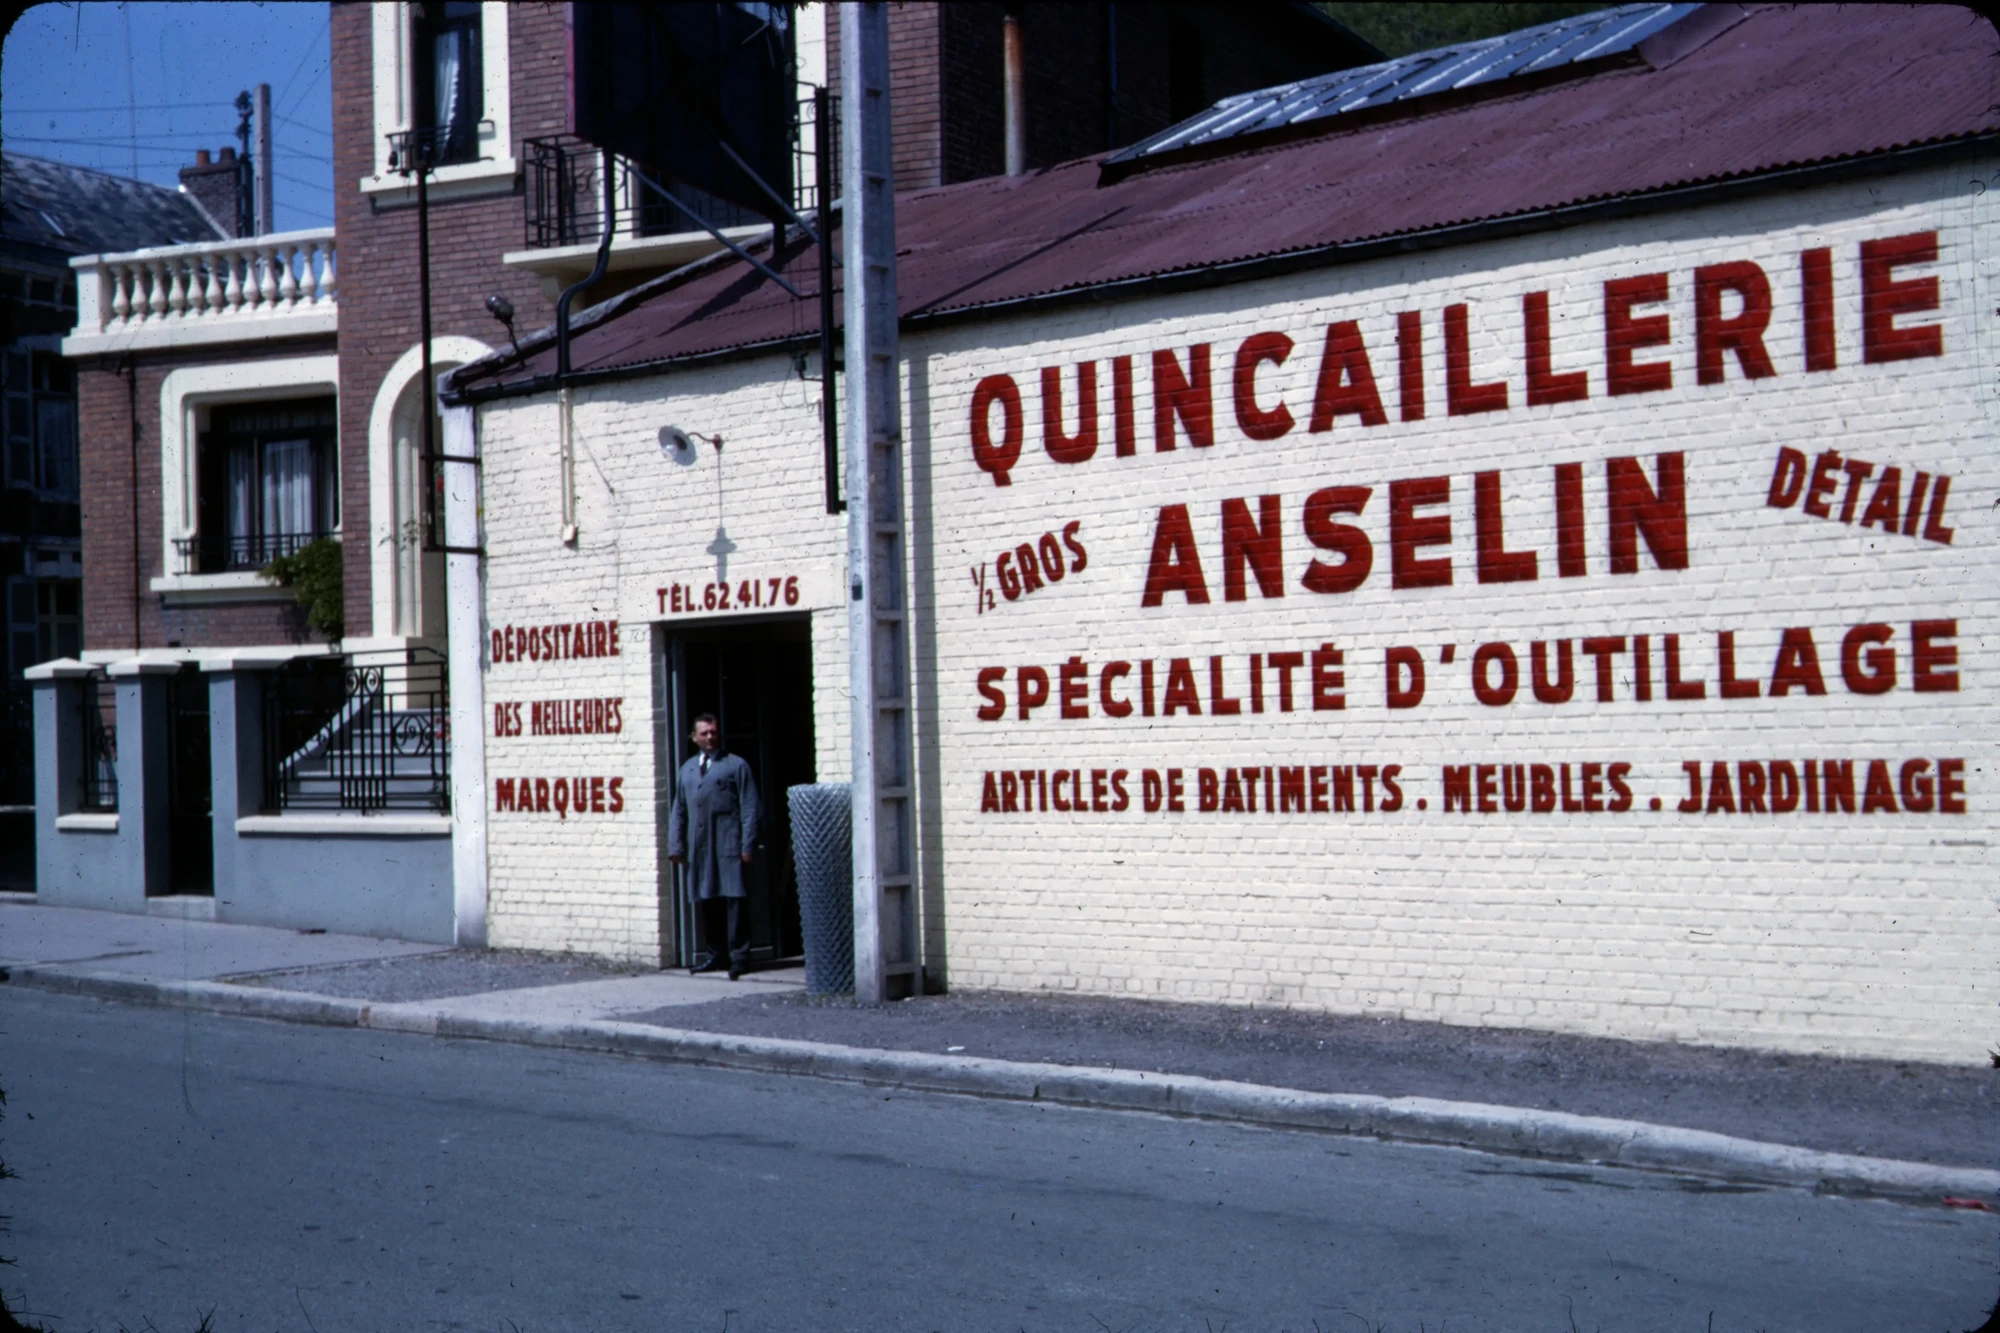 TÉL.62.41.76
DÉPOSITAIRE
DES MEILLEURES
MARQUES
QUINCAILLERIE
½ GROS ANSELIN DÉTAIL
SPÉCIALITÉ D'OUTILLAGE
ARTICLES DE BATIMENTS . MEUBLES . JARDINAGE